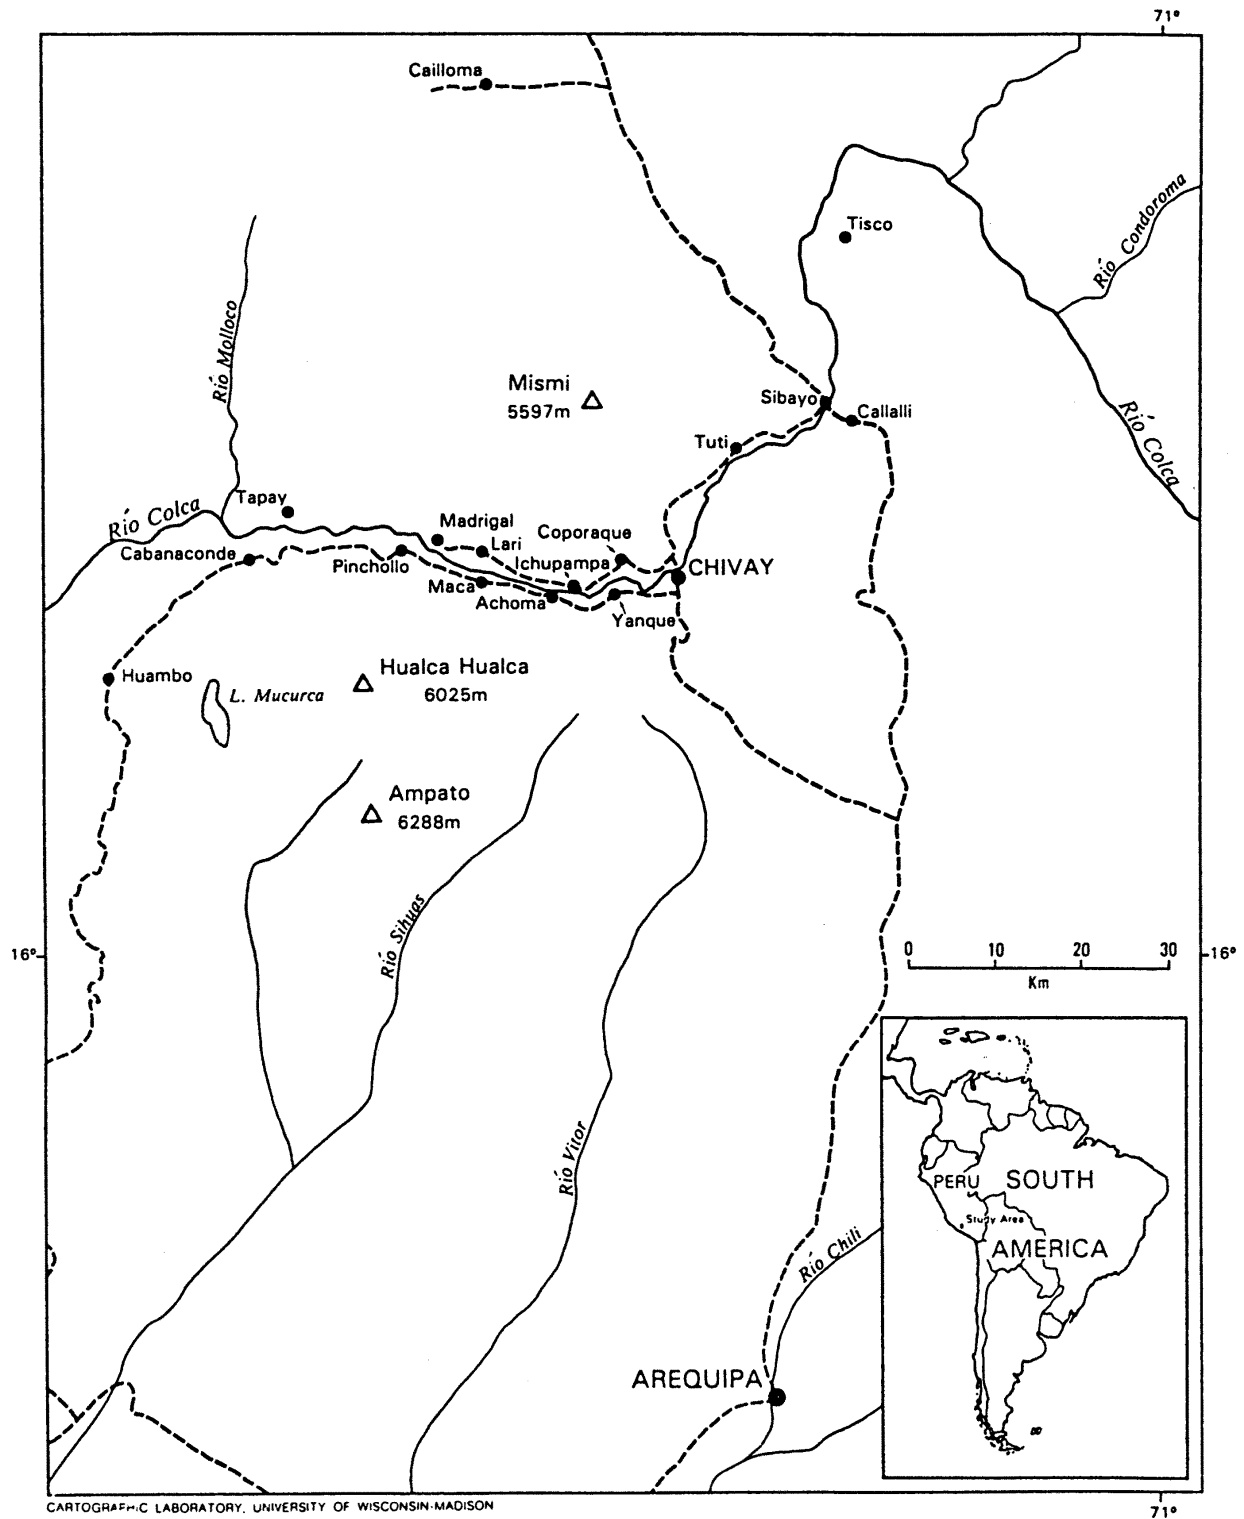 71°
Cailloma
Tisco
Río Condoroma
Río Molloco
Mismi
5597m
Sibayo
Callalli
Río Colca
Tuti
Tapay
Río Colca
Madrigal
Coporaque
Lari
Cabanaconde
Pinchollo
Ichupampa
CHIVAY
Maca
Achoma
Yanque
Huambo
Hualca Hualca
6025m
L. Mucurca
Ampato
6288m
Río Sihuas
16°
0 10 20 30
Km
16°
Río Vitor
PERU
SOUTH
Study Area
AMERICA
Río Chili
AREQUIPA
CARTOGRAPHIC LABORATORY, UNIVERSITY OF WISCONSIN-MADISON
71°